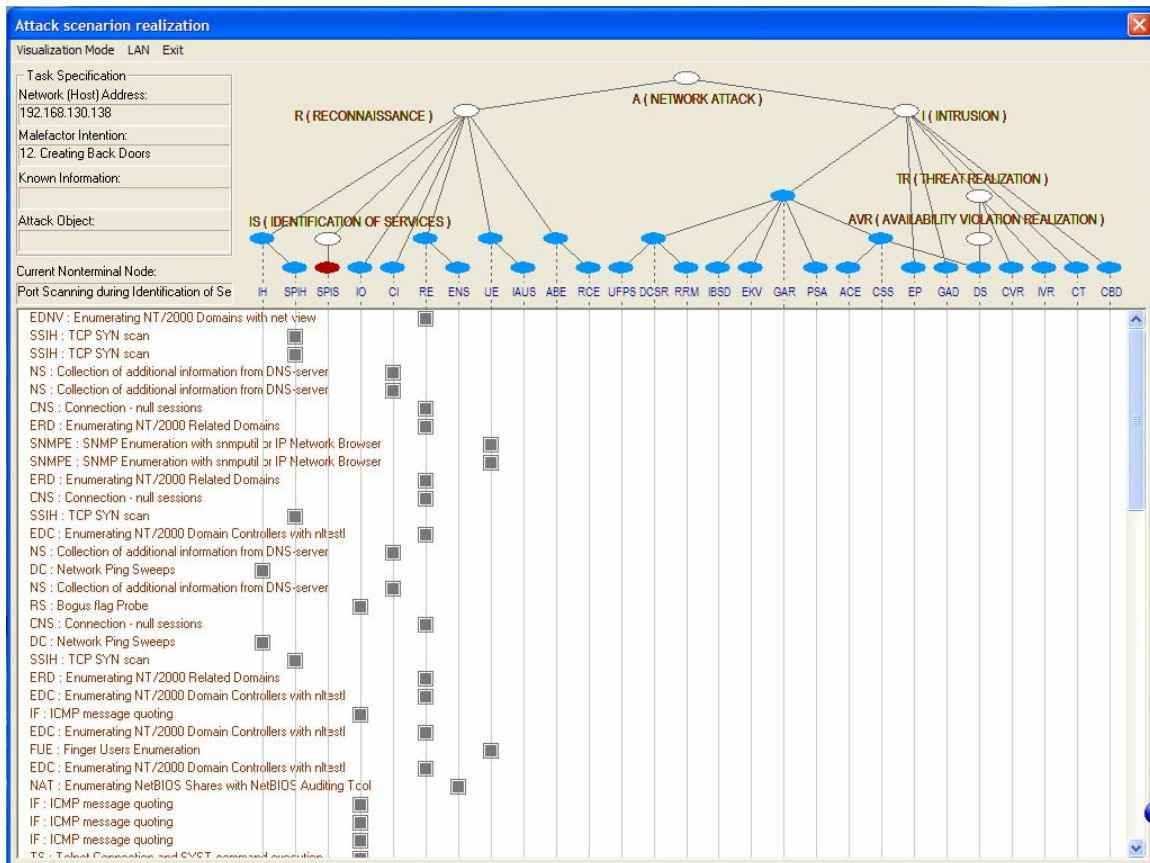 Attack scenarion realization
Visualization Mode LAN Exit
Task Specification
Network (Host) Address:
192.168.130.138
Malefactor Intention:
12. Creating Back Doors
Known Information:
Attack Object:
Current Nonterminal Node:
Port Scanning during Identification of Se
A ( NETWORK ATTACK )
R ( RECONNAISSANCE )
I ( INTRUSION )
TR ( THREAT REALIZATION )
IS ( IDENTIFICATION OF SERVICES )
AVR ( AVAILABILITY VIOLATION REALIZATION )
IH SPIH SPIS IO CI RE ENS UE IAUS ABE RCE UFPS DCSR RRM IBSD EKV GAR PSA ACE CSS EP GAD DS CVR IVR CT CBD
EDNV : Enumerating NT/2000 Domains with net view
SSIH : TCP SYN scan
SSIH : TCP SYN scan
NS : Collection of additional information from DNS-server
NS : Collection of additional information from DNS-server
CNS : Connection - null sessions
ERD : Enumerating NT/2000 Related Domains
SNMPE : SNMP Enumeration with snmputil or IP Network Browser
SNMPE : SNMP Enumeration with snmputil or IP Network Browser
ERD : Enumerating NT/2000 Related Domains
CNS : Connection - null sessions
SSIH : TCP SYN scan
EDC : Enumerating NT/2000 Domain Controllers with nltestl
NS : Collection of additional information from DNS-server
DC : Network Ping Sweeps
NS : Collection of additional information from DNS-server
RS : Bogus flag Probe
CNS : Connection - null sessions
DC : Network Ping Sweeps
SSIH : TCP SYN scan
ERD : Enumerating NT/2000 Related Domains
EDC : Enumerating NT/2000 Domain Controllers with nltestl
IF : ICMP message quoting
EDC : Enumerating NT/2000 Domain Controllers with nltestl
FUE : Finger Users Enumeration
EDC : Enumerating NT/2000 Domain Controllers with nltestl
NAT : Enumerating NetBIOS Shares with NetBIOS Auditing Tool
IF : ICMP message quoting
IF : ICMP message quoting
IF : ICMP message quoting
TS : Telnet Connection and SYST command execution